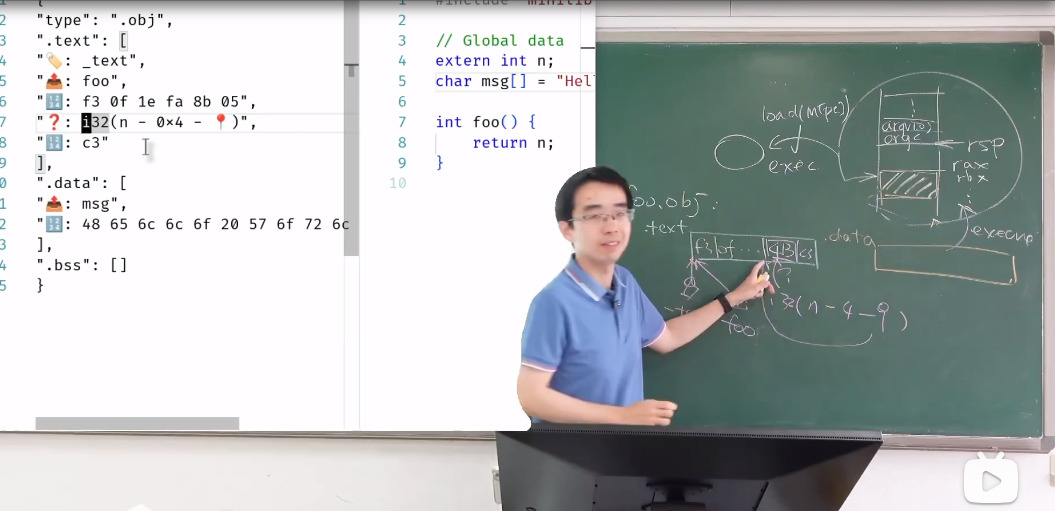 {
2 "type": ".obj",
3 ".text": [
4 "🏷️: _text",
5 "📤: foo",
6 "🔢: f3 0f 1e fa 8b 05",
7 "❓: i32(n - 0×4 - 📍)",
8 "🔢: c3"
9 ],
0 ".data": [
1 "📤: msg",
2 "🔢: 48 65 6c 6c 6f 20 57 6f 72 6c
3 ],
4 ".bss": []
5 }
1 #include "minilib
2
3 // Global data
4 extern int n;
5 char msg[] = "Hel
6
7 int foo() {
8 return n;
9 }
10
load(M[pc])
exec
argc
rsp
rax
rbx
foo.obj:
.text
f3 0f ... 4B c3
.data
foo
(n - 4 - )